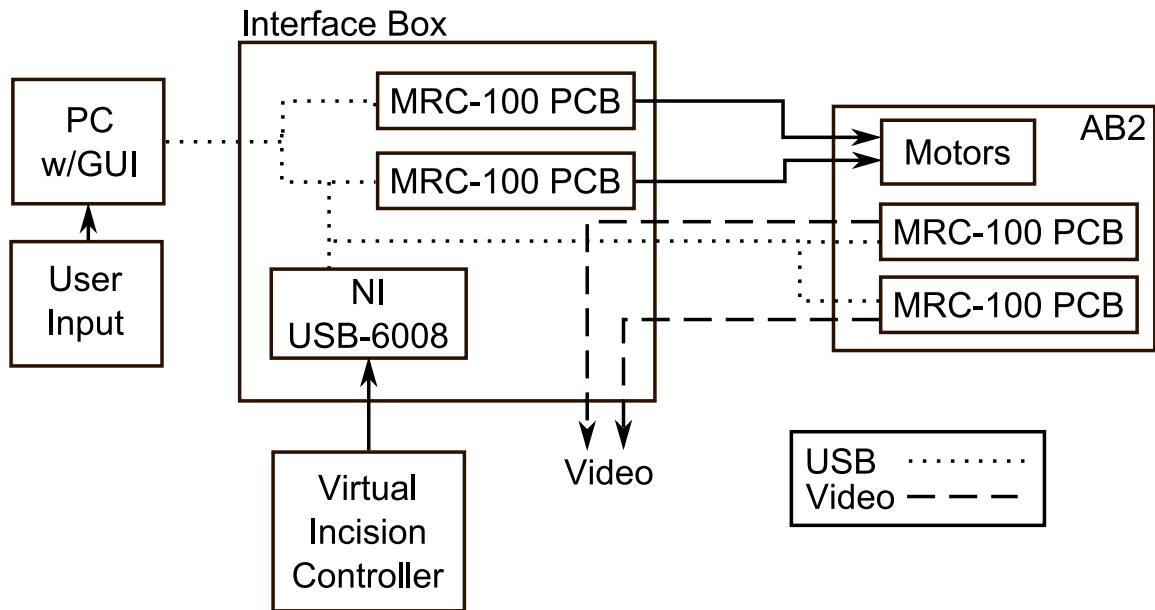 Interface Box
PC
w/GUI
User
Input
MRC-100 PCB
MRC-100 PCB
NI
USB-6008
Virtual
Incision
Controller
Video
AB2
Motors
MRC-100 PCB
MRC-100 PCB
USB
Video